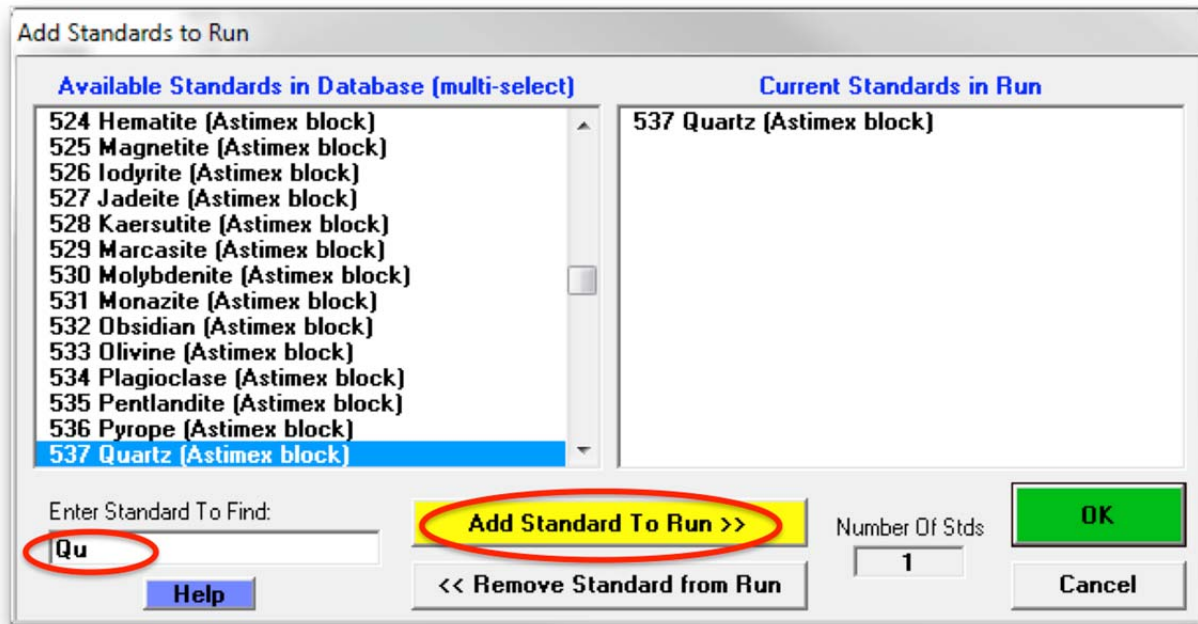 Add Standards to Run
Available Standards in Database (multi-select)
524 Hematite (Astimex block)
525 Magnetite (Astimex block)
526 Iodyrite (Astimex block)
527 Jadeite (Astimex block)
528 Kaersutite (Astimex block)
529 Marcasite (Astimex block)
530 Molybdenite (Astimex block)
531 Monazite (Astimex block)
532 Obsidian (Astimex block)
533 Olivine (Astimex block)
534 Plagioclase (Astimex block)
535 Pentlandite (Astimex block)
536 Pyrope (Astimex block)
537 Quartz (Astimex block)
Current Standards in Run
537 Quartz (Astimex block)
Enter Standard To Find:
Qu
Help
Add Standard To Run >>
<< Remove Standard from Run
Number Of Stds
1
OK
Cancel